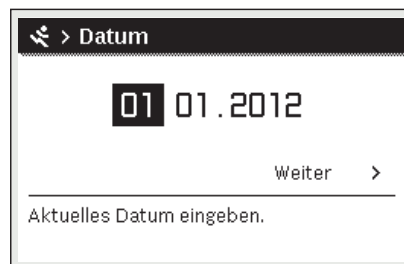 > Datum
01 01.2012
Weiter >
Aktuelles Datum eingeben.